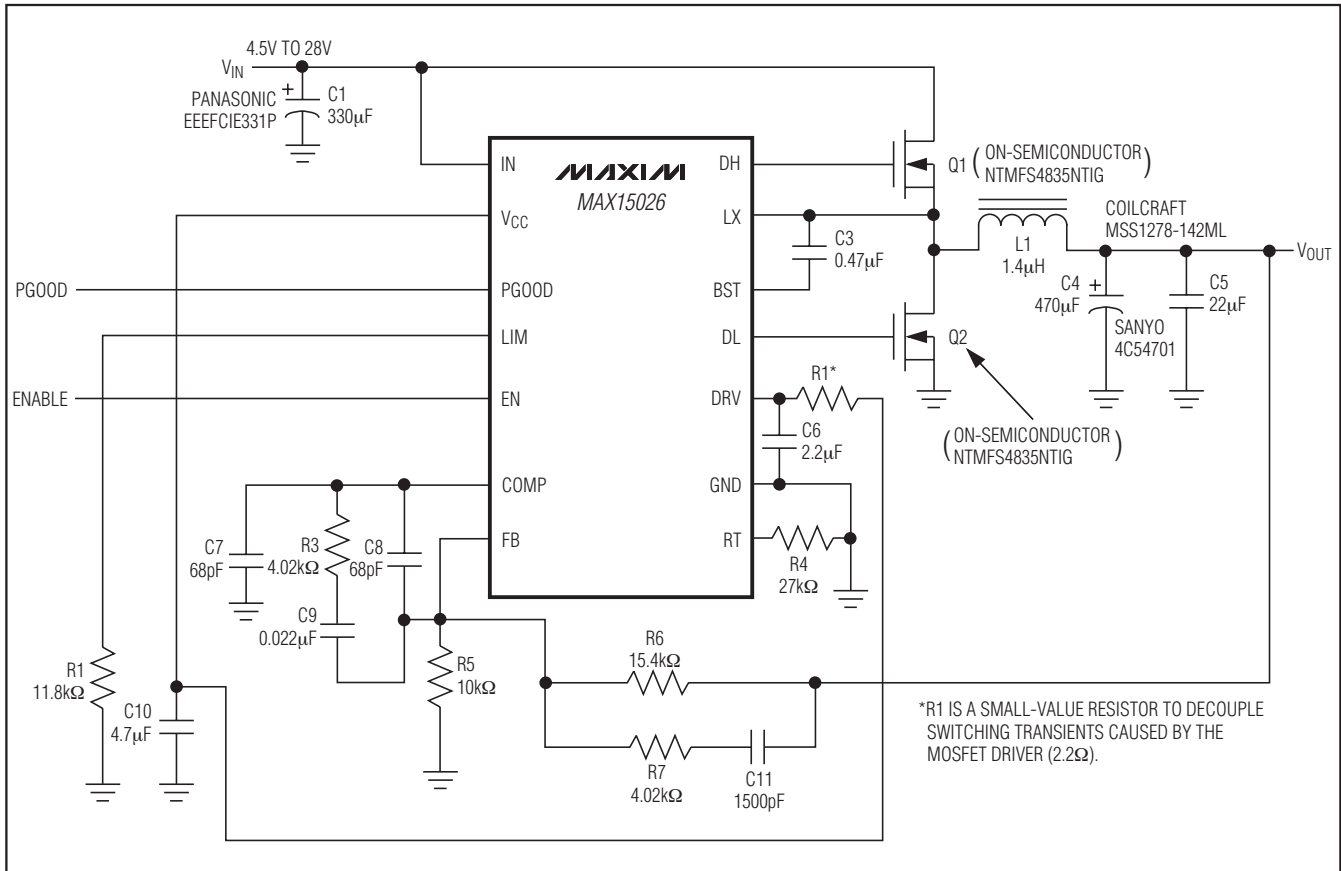 4.5V TO 28V
VIN
PANASONIC
EEEFCIE331P
+
C1
330µF
IN
MAXIM
MAX15026
DH
Q1
(ON-SEMICONDUCTOR
NTMFS4835NTIG)
VCC
LX
C3
0.47µF
L1
1.4µH
COILCRAFT
MSS1278-142ML
VOUT
PGOOD
PGOOD
BST
C4
470µF
+
SANYO
4C54701
C5
22µF
LIM
DL
Q2
ENABLE
EN
DRV
R1*
C6
2.2µF
(ON-SEMICONDUCTOR
NTMFS4835NTIG)
COMP
GND
FB
RT
R4
27kΩ
C7
68pF
R3
4.02kΩ
C8
68pF
C9
0.022µF
R1
11.8kΩ
C10
4.7µF
R5
10kΩ
R6
15.4kΩ
R7
4.02kΩ
C11
1500pF
*R1 IS A SMALL-VALUE RESISTOR TO DECOUPLE
SWITCHING TRANSIENTS CAUSED BY THE
MOSFET DRIVER (2.2Ω).